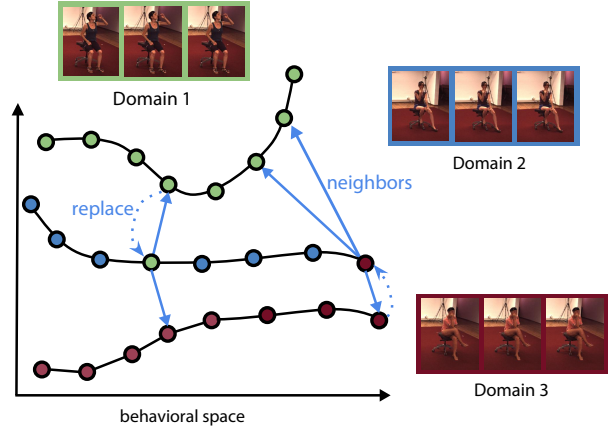 Domain 1
Domain 2
neighbors
replace
Domain 3
behavioral space